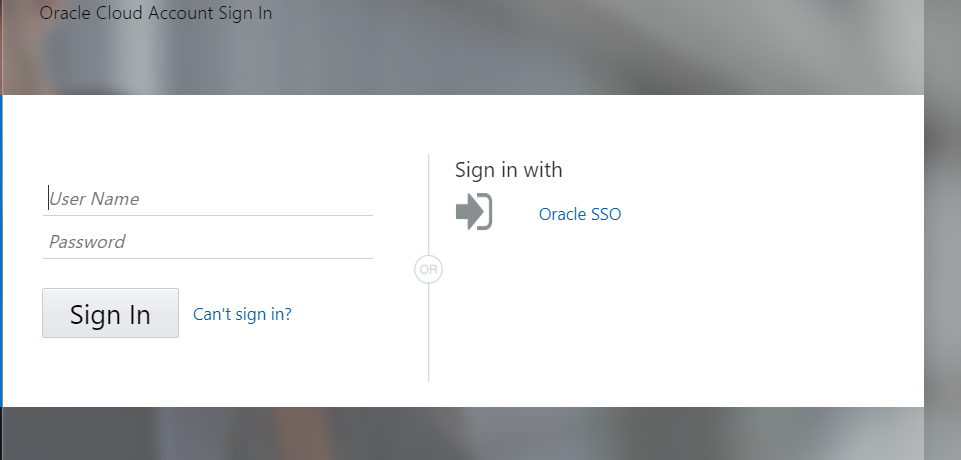 Oracle Cloud Account Sign In
User Name
Password
Sign In
Can't sign in?
OR
Sign in with
Oracle SSO